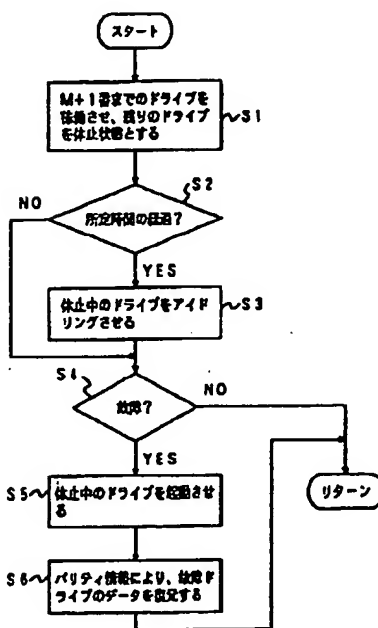 スタート
M+1番までのドライブを
稼働させ、残りのドライブ
を休止状態とする
S1
S2
所定時間の経過?
NO
YES
休止中のドライブをアイド
リングさせる
S3
S4
故障?
NO
YES
S5
休止中のドライブを起動させ
る
リターン
S6
パリティ情報により、故障ド
ライブのデータを復元する